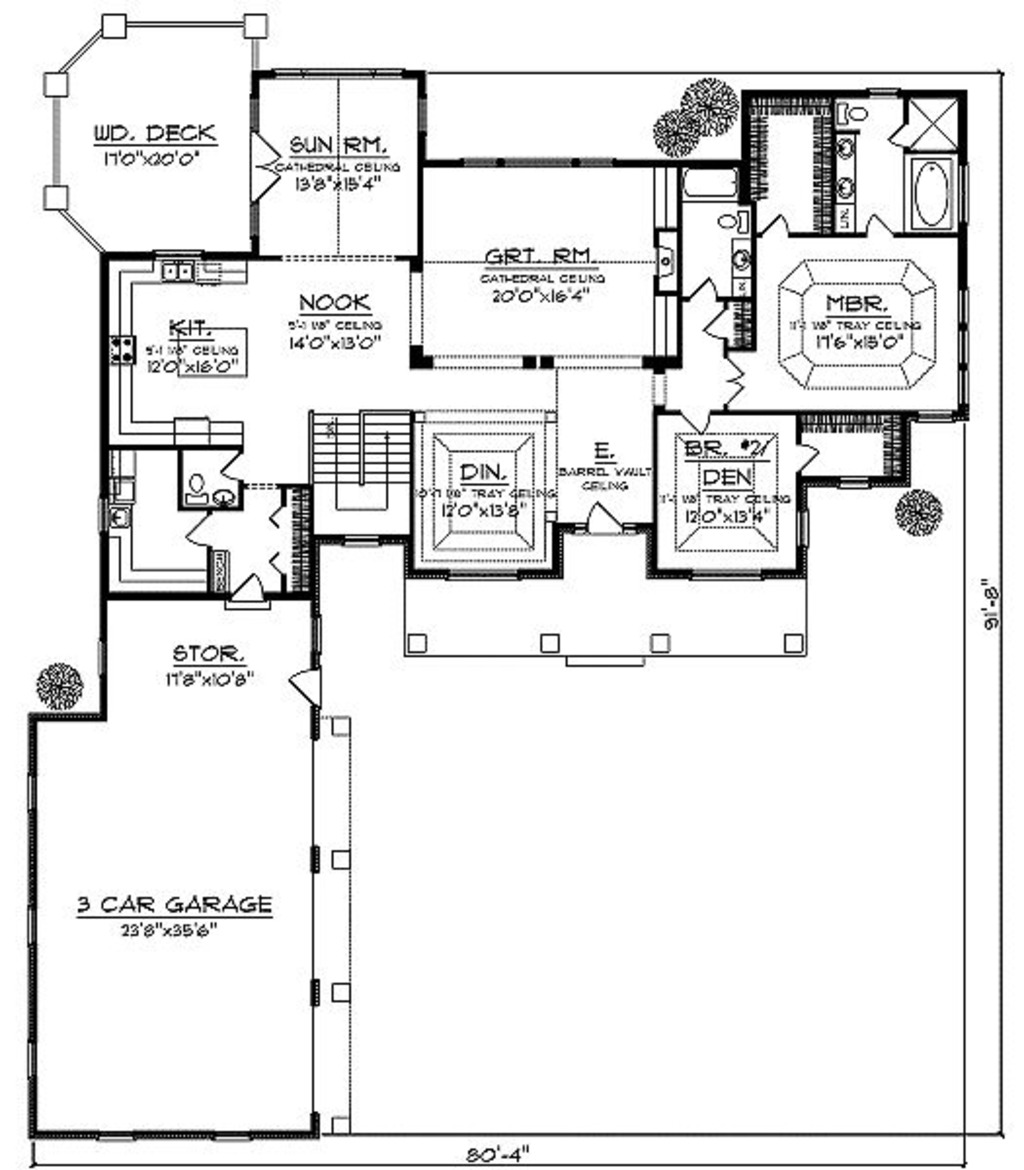 WD. DECK
17'0"x20'0"
SUN RM.
CATHEDRAL CEILING
13'8"x15'4"
GRT. RM.
CATHEDRAL CEILING
20'0"x16'4"
LIN.
LIN.
NOOK
9'-1 1/8" CEILING
14'0"x13'0"
KIT.
9'-1 1/8" CEILING
12'0"x16'0"
MBR.
11'-1 1/8" TRAY CEILING
17'6"x15'0"
DIN.
10'-1 1/8" TRAY CEILING
12'0"x13'8"
E.
BARREL VAULT
CEILING
BR. #2/
DEN
11'-1 1/8" TRAY CEILING
12'0"x13'4"
BENCH
STOR.
17'8"x10'8"
3 CAR GARAGE
23'8"x35'6"
91'-8"
80'-4"